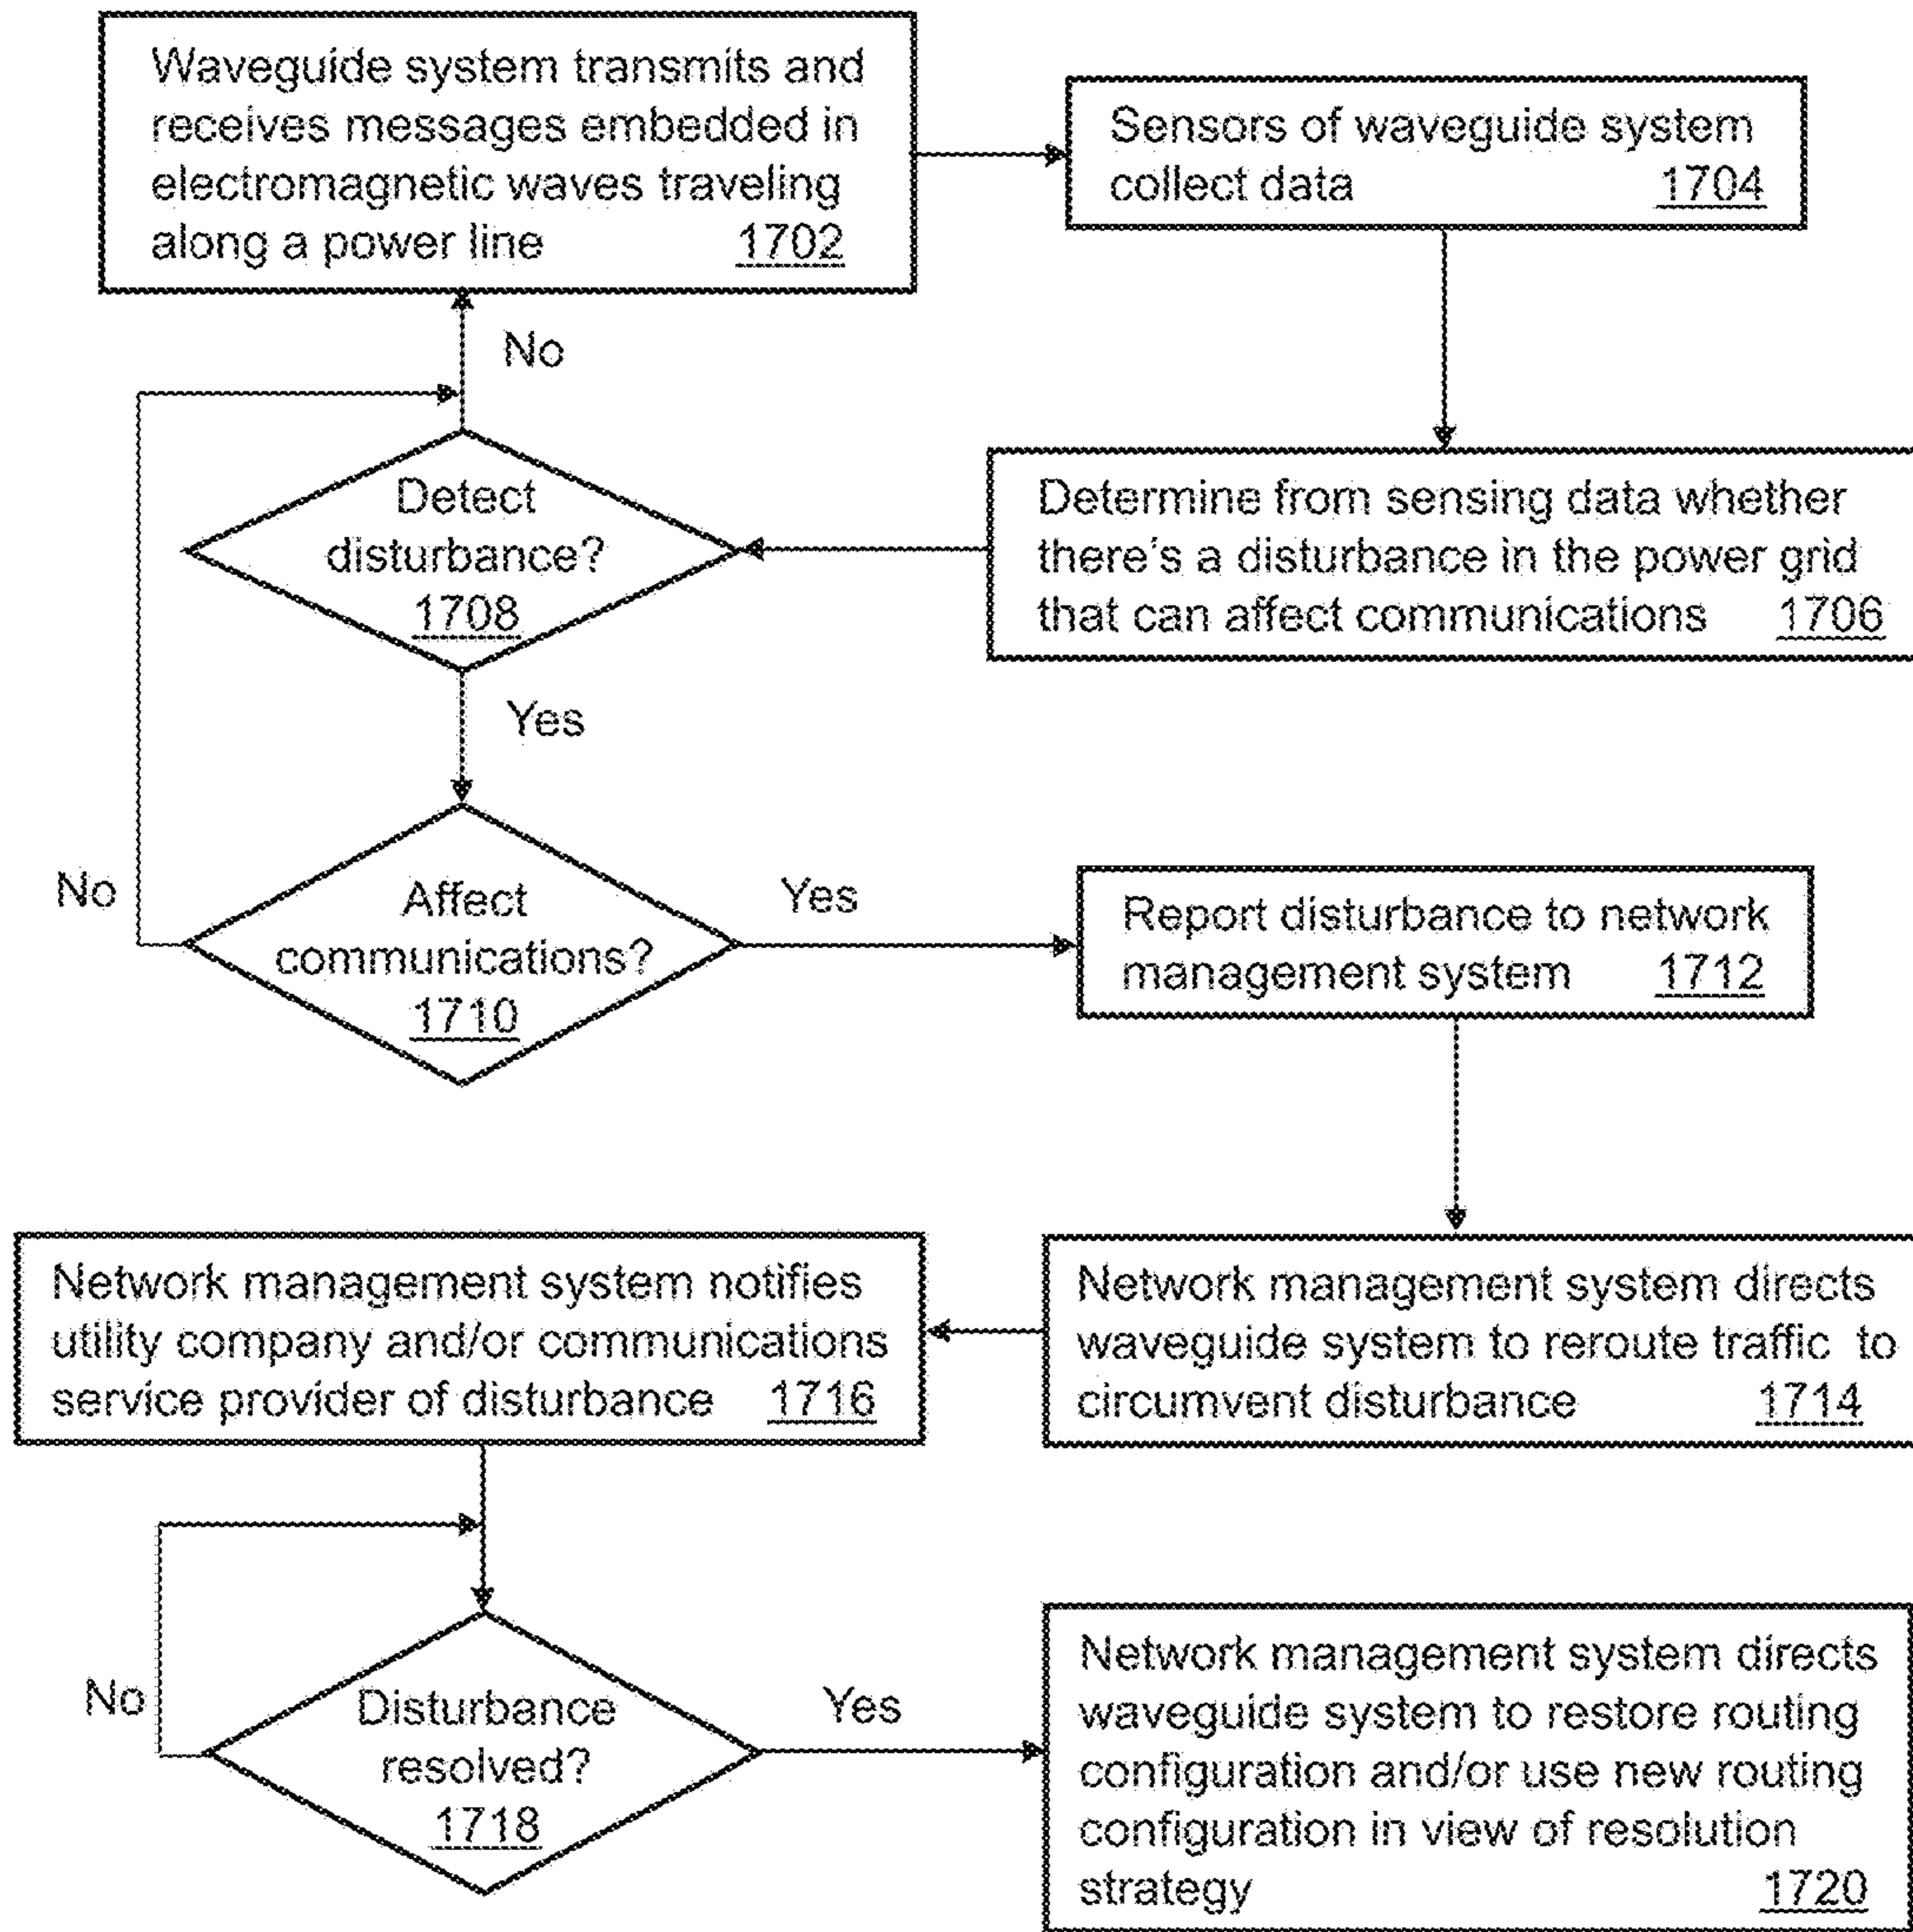 Waveguide system transmits and
receives messages embedded in
electromagnetic waves traveling
along a power line 1702
Sensors of waveguide system
collect data 1704
No
Detect
disturbance?
1708
Determine from sensing data whether
there's a disturbance in the power grid
that can affect communications 1706
Yes
No
Affect
communications?
1710
Yes
Report disturbance to network
management system 1712
Network management system directs
waveguide system to reroute traffic to
circumvent disturbance 1714
Network management system notifies
utility company and/or communications
service provider of disturbance 1716
No
Disturbance
resolved?
1718
Yes
Network management system directs
waveguide system to restore routing
configuration and/or use new routing
configuration in view of resolution
strategy 1720